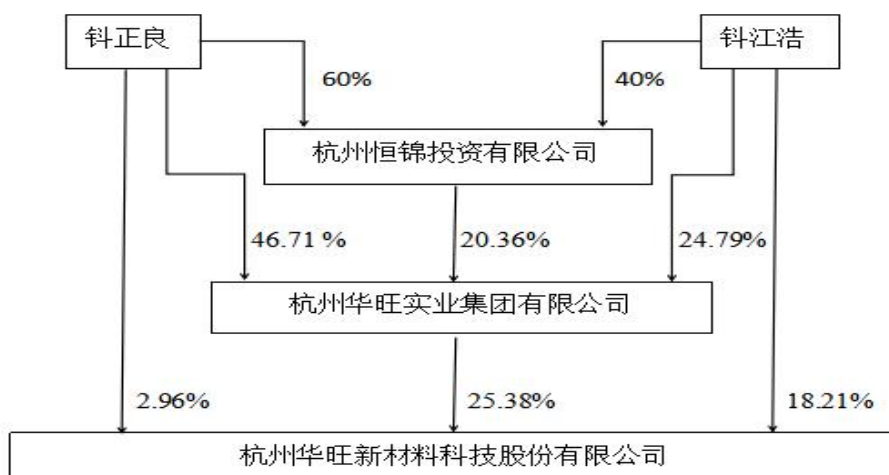 钭正良
钭江浩
60%
40%
杭州恒锦投资有限公司
46.71 %
20.36%
24.79%
杭州华旺实业集团有限公司
2.96%
25.38%
18.21%
杭州华旺新材料科技股份有限公司